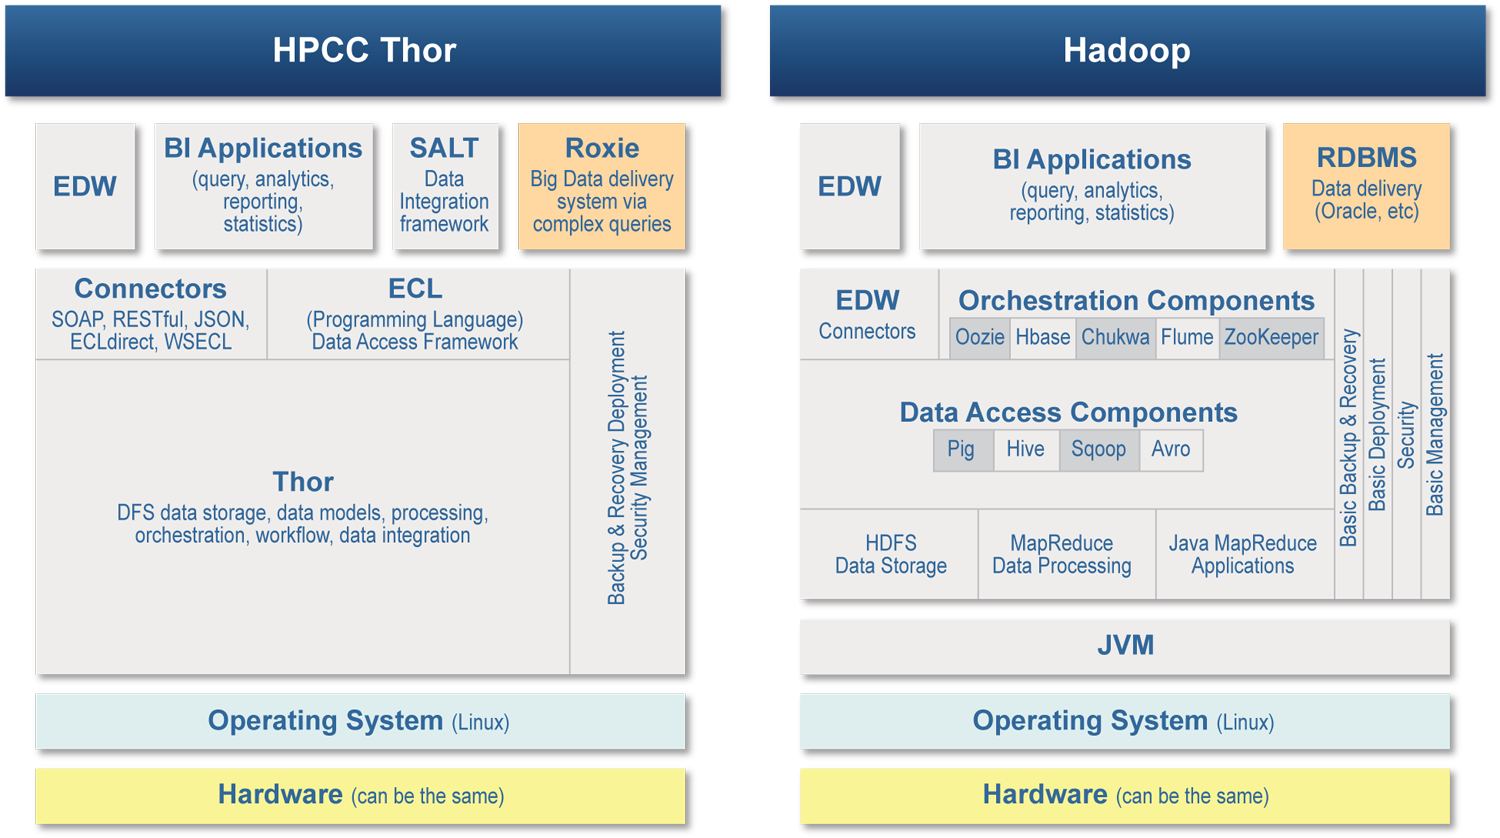 HPCC Thor
EDW
BI Applications
(query, analytics,
reporting,
statistics)
SALT
Data
Integration
framework
Roxie
Big Data delivery
system via
complex queries
Connectors
SOAP, RESTful, JSON,
ECLdirect, WSECL
ECL
(Programming Language)
Data Access Framework
Thor
DFS data storage, data models, processing,
orchestration, workflow, data integration
Backup & Recovery Deployment
Security Management
Operating System (Linux)
Hardware (can be the same)
Hadoop
EDW
BI Applications
(query, analytics,
reporting, statistics)
RDBMS
Data delivery
(Oracle, etc)
EDW
Connectors
Orchestration Components
Oozie Hbase Chukwa Flume ZooKeeper
Data Access Components
Pig Hive Sqoop Avro
HDFS
Data Storage
MapReduce
Data Processing
Java MapReduce
Applications
Basic Backup & Recovery
Basic Deployment
Security
Basic Management
JVM
Operating System (Linux)
Hardware (can be the same)